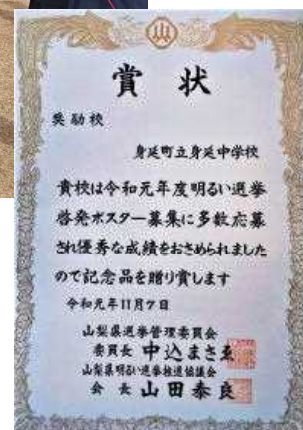 賞状
奨励校
身延町立身延中学校
貴校は令和元年度明るい選挙
啓発ポスター募集に多数応募
され優秀な成績をおさめられました
ので記念品を贈り賞します
令和元年11月7日
山梨県選挙管理委員会
委員長 中込まさゑ
山梨県明るい選挙推進協議会
会長 山田泰良